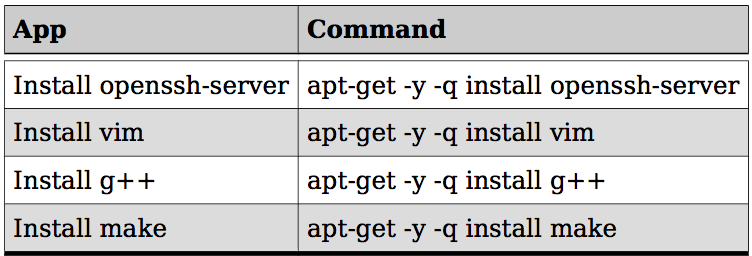 App Command
Install openssh-server apt-get -y -q install openssh-server
Install vim apt-get -y -q install vim
Install g++ apt-get -y -q install g++
Install make apt-get -y -q install make